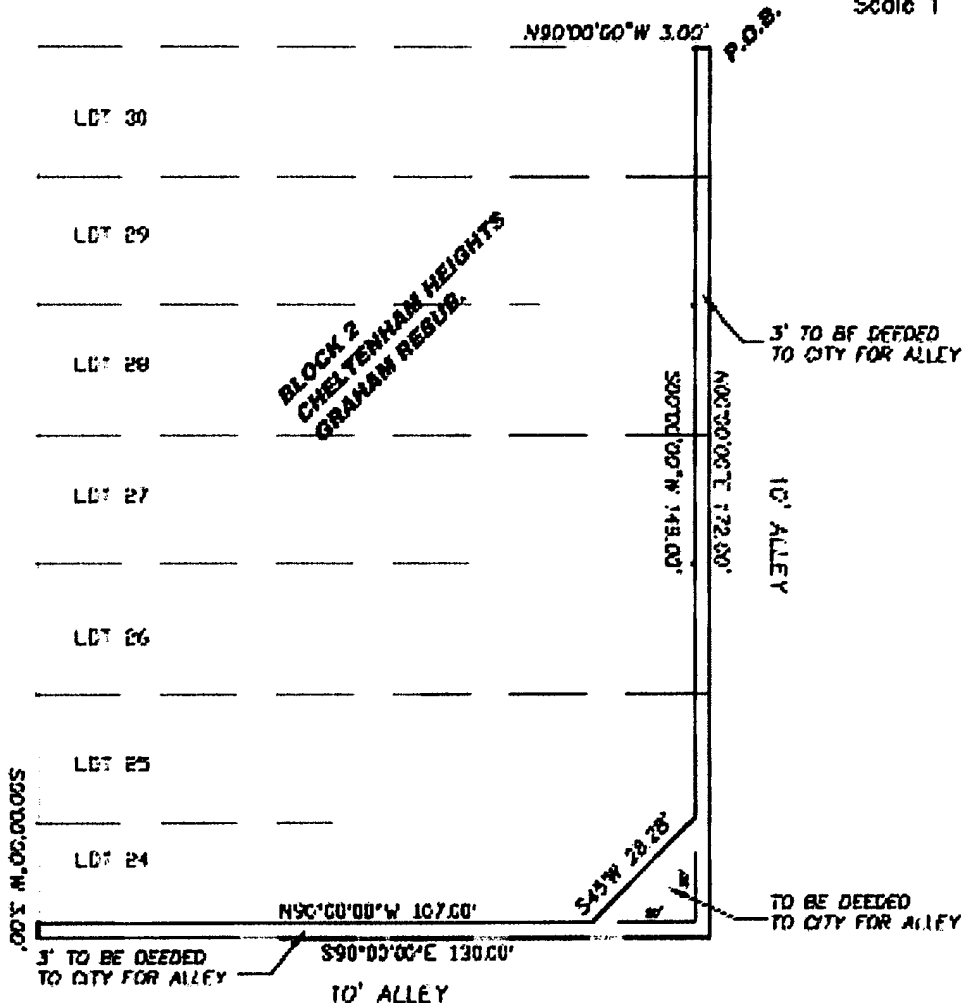 Scale 1
N90°00'00"W 3.00'
P.O.B.
LOT 30
LOT 29
BLOCK 2
CHELTENHAM HEIGHTS
GRAHAM RESUB.
3' TO BE DEEDED
TO CITY FOR ALLEY
LOT 28
S00°00'00"W 149.00'
N00°00'00"E 172.00'
10' ALLEY
LOT 27
LOT 26
LOT 25
S00°00'00"W 3.00'
LOT 24
S45°W 28.28'
TO BE DEEDED
TO CITY FOR ALLEY
N90°00'00"W 107.00'
3' TO BE DEEDED
TO CITY FOR ALLEY
S90°00'00"E 130.00'
10' ALLEY